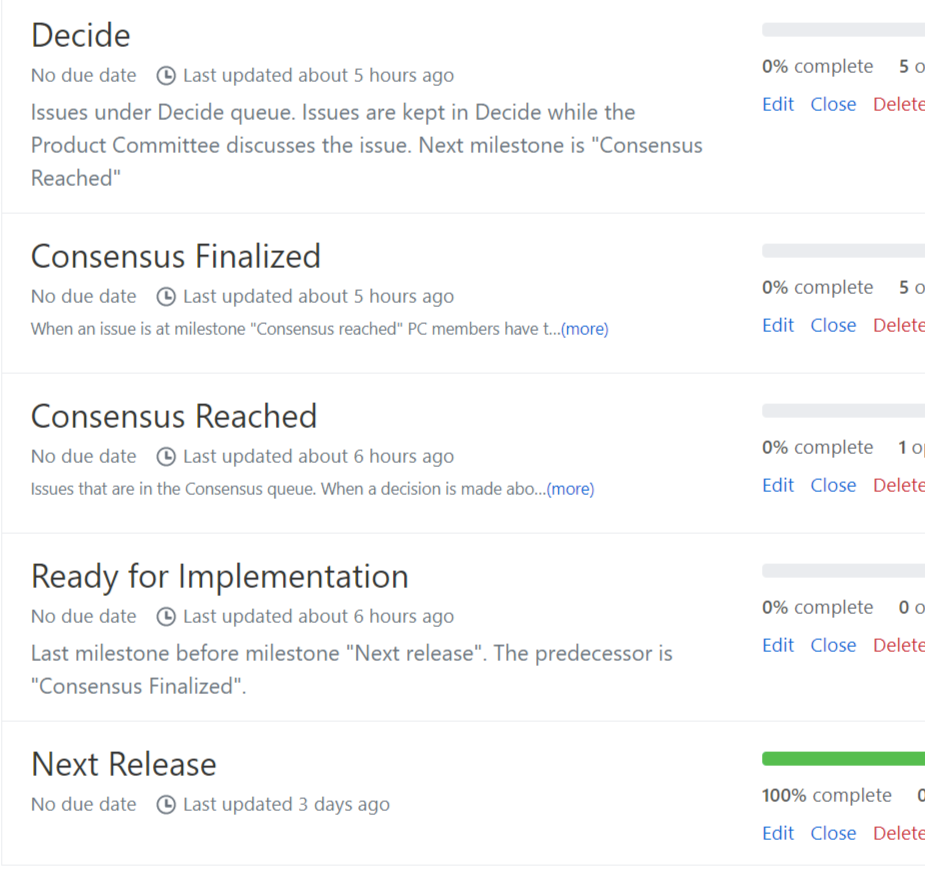 Decide
0% complete 5
No due date Last updated about 5 hours ago
Edit Close Delete
Issues under Decide queue. Issues are kept in Decide while the
Product Committee discusses the issue. Next milestone is "Consensus
Reached"
Consensus Finalized
0% complete 5
No due date Last updated about 5 hours ago
Edit Close Delete
When an issue is at milestone "Consensus reached" PC members have t...(more)
Consensus Reached
0% complete 1
No due date Last updated about 6 hours ago
Edit Close Delete
Issues that are in the Consensus queue. When a decision is made abo...(more)
Ready for Implementation
0% complete 0
No due date Last updated about 6 hours ago
Edit Close Delete
Last milestone before milestone "Next release". The predecessor is
"Consensus Finalized".
Next Release
100% complete
No due date Last updated 3 days ago
Edit Close Delete